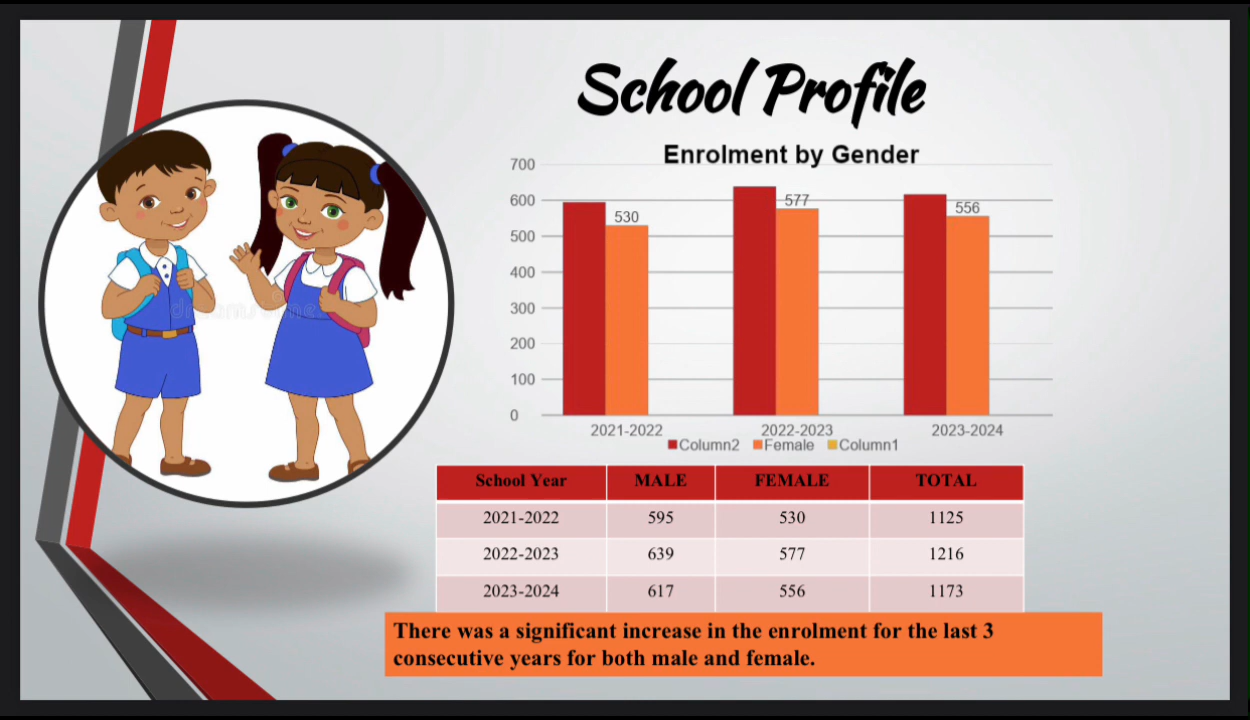 School Profile
Enrolment by Gender
700
600
500
400
300
200
100
0
530
577
556
2021-2022
2022-2023
2023-2024
Column2 Female Column1
School Year MALE FEMALE TOTAL
2021-2022 595 530 1125
2022-2023 639 577 1216
2023-2024 617 556 1173
There was a significant increase in the enrolment for the last 3
consecutive years for both male and female.